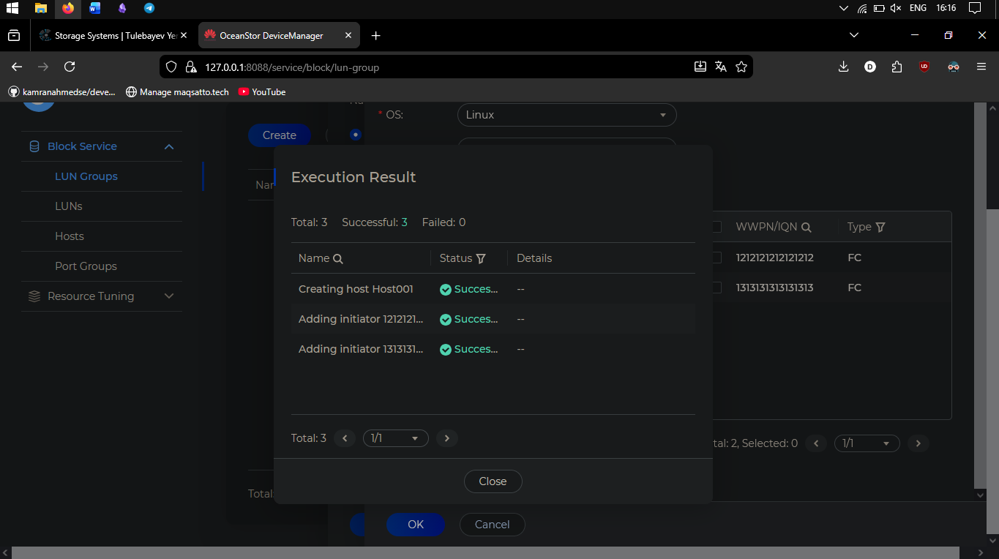 ENG 16:16
Storage Systems | Tulebayev Ye
OceanStor DeviceManager
127.0.0.1:8088/service/block/lun-group
kamranahmedse/deve...
Manage maqsatto.tech
YouTube
* OS:
Linux
Block Service
Create
LUN Groups
Execution Result
Nar
LUNs
Total: 3 Successful: 3 Failed: 0
WWPN/IQN
Type
Hosts
Name
Status
Details
1212121212121212
FC
Port Groups
Creating host Host001
Succes...
--
1313131313131313
FC
Resource Tuning
Adding initiator 1212121...
Succes...
--
Adding initiator 1313131...
Succes...
--
Total: 3
1/1
tal: 2, Selected: 0
1/1
Close
Total:
OK
Cancel